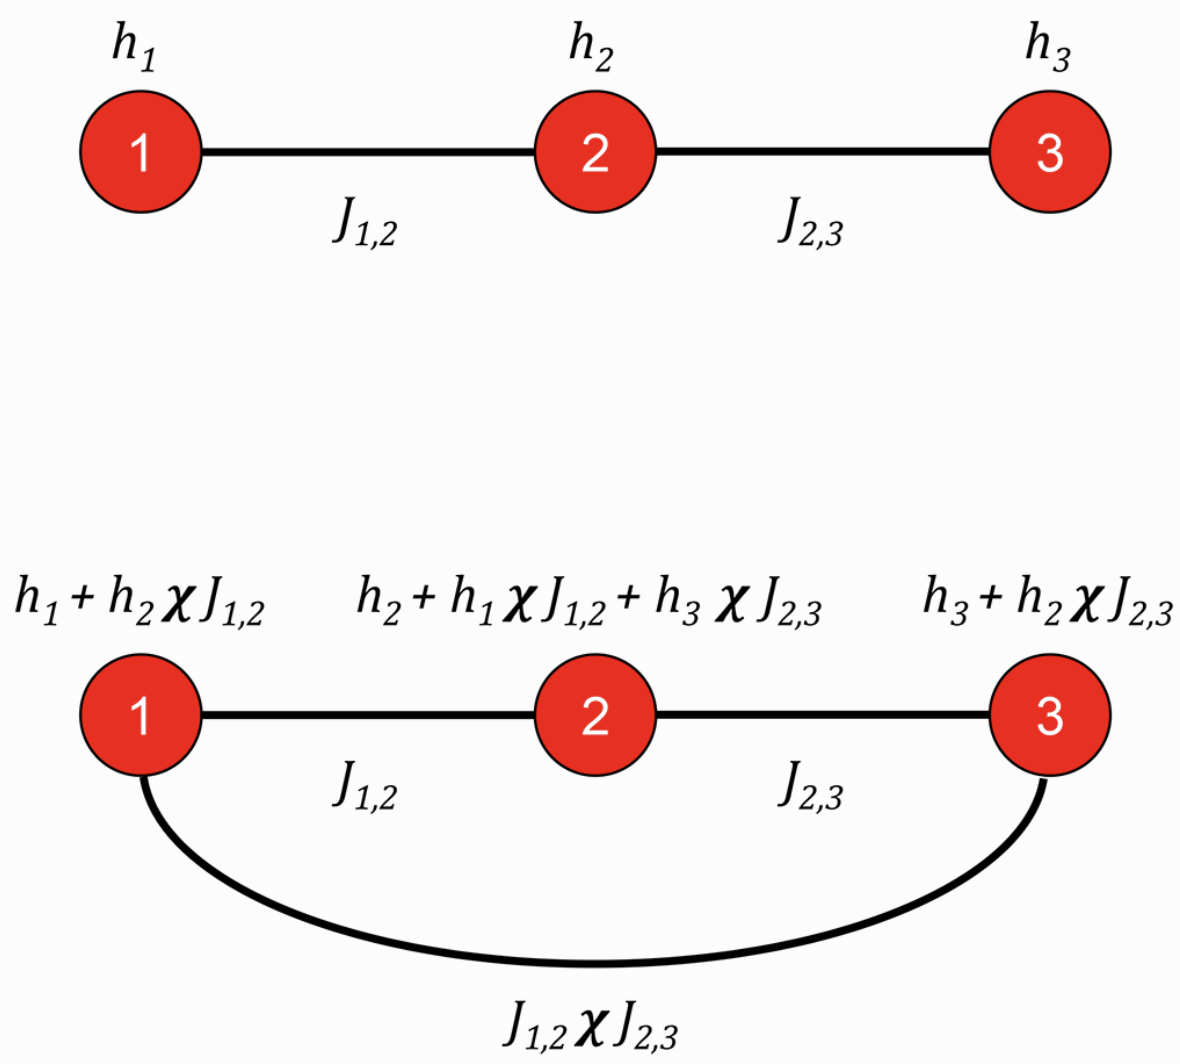 h₁ h₂ h₃
1 2 3
J₁,₂ J₂,₃
h₁ + h₂ χ J₁,₂ h₂ + h₁ χ J₁,₂ + h₃ χ J₂,₃ h₃ + h₂ χ J₂,₃
1 2 3
J₁,₂ J₂,₃
J₁,₂ χ J₂,₃